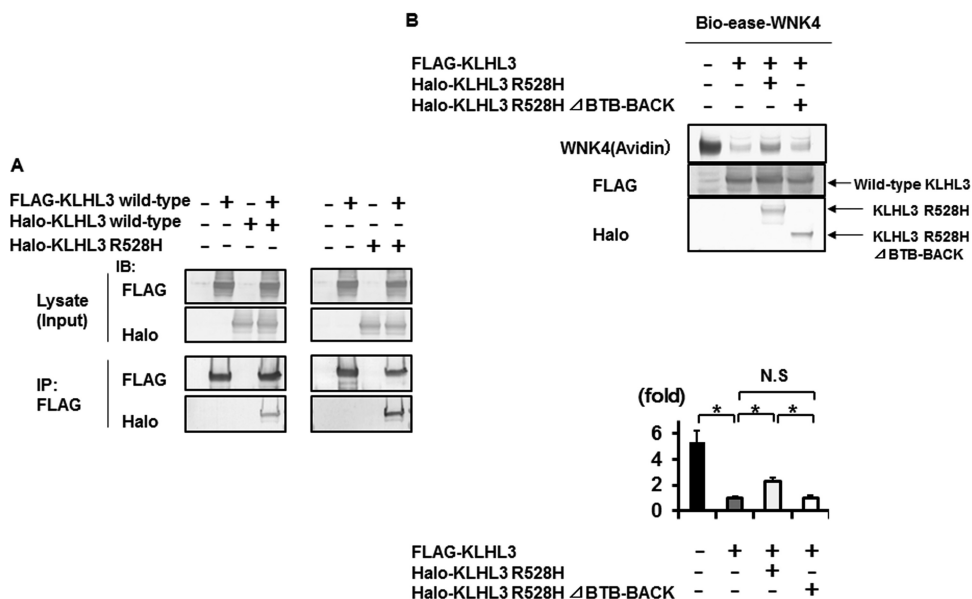 A
FLAG-KLHL3 wild-type - + - + - + - +
Halo-KLHL3 wild-type - - + + - - - -
Halo-KLHL3 R528H - - - - - - + +
IB:
Lysate (Input)
FLAG
Halo
IP: FLAG
FLAG
Halo
B
Bio-ease-WNK4
FLAG-KLHL3 - + + +
Halo-KLHL3 R528H - - + -
Halo-KLHL3 R528H ⊿BTB-BACK - - - +
WNK4(Avidin)
FLAG
Wild-type KLHL3
Halo
KLHL3 R528H
KLHL3 R528H
⊿BTB-BACK
N.S
(fold)
* * *
6
4
2
0
FLAG-KLHL3 - + + +
Halo-KLHL3 R528H - - + -
Halo-KLHL3 R528H ⊿BTB-BACK - - - +